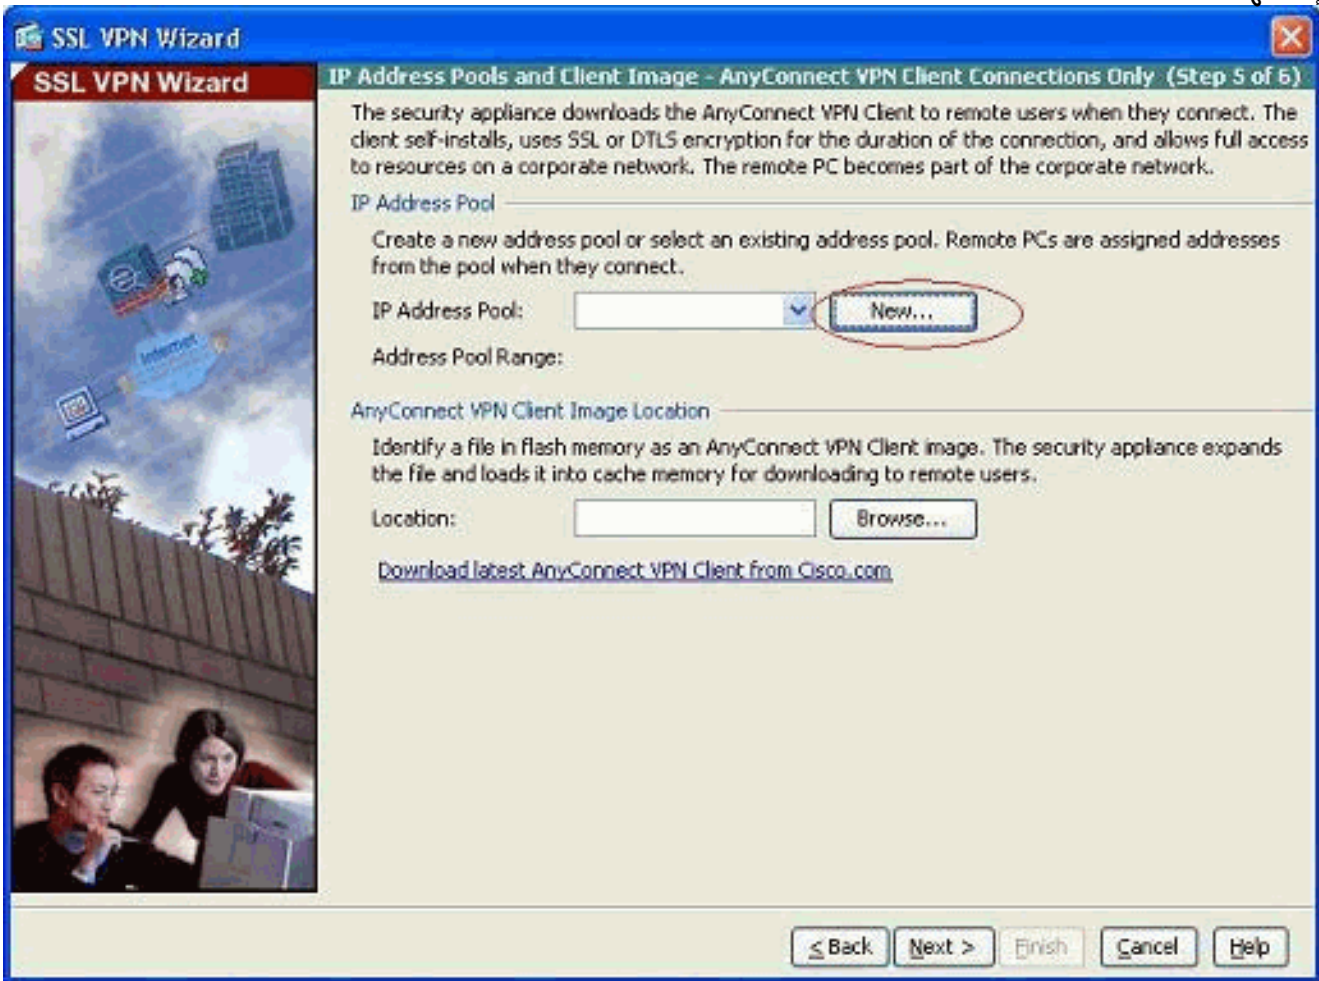 SSL VPN Wizard
SSL VPN Wizard
IP Address Pools and Client Image - AnyConnect VPN Client Connections Only (Step 5 of 6)
The security appliance downloads the AnyConnect VPN Client to remote users when they connect. The
client self-installs, uses SSL or DTLS encryption for the duration of the connection, and allows full access
to resources on a corporate network. The remote PC becomes part of the corporate network.
IP Address Pool
Create a new address pool or select an existing address pool. Remote PCs are assigned addresses
from the pool when they connect.
IP Address Pool:
New...
Address Pool Range:
Internet
AnyConnect VPN Client Image Location
Identify a file in flash memory as an AnyConnect VPN Client image. The security appliance expands
the file and loads it into cache memory for downloading to remote users.
Location:
Browse...
Download latest AnyConnect VPN Client from Cisco.com
< Back
Next >
Finish
Cancel
Help